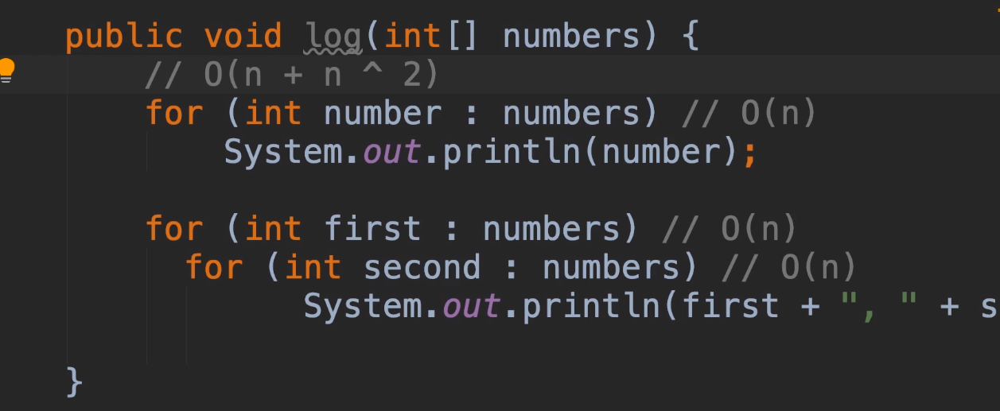 public void log(int[] numbers) {
// O(n + n ^ 2)
for (int number : numbers) // O(n)
System.out.println(number);
for (int first : numbers) // O(n)
for (int second : numbers) // O(n)
System.out.println(first + ", " + s
}